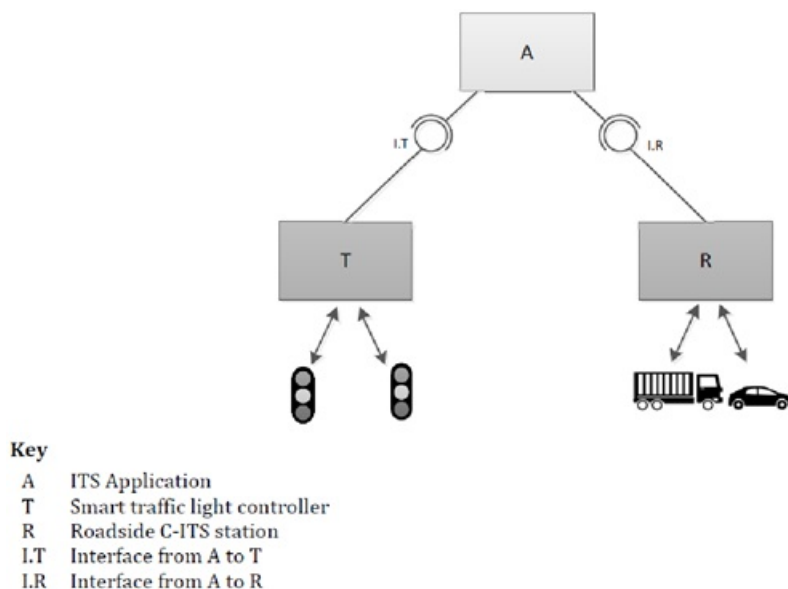 A
I.T
I.R
T
R
Key
A ITS Application
T Smart traffic light controller
R Roadside C-ITS station
I.T Interface from A to T
I.R Interface from A to R